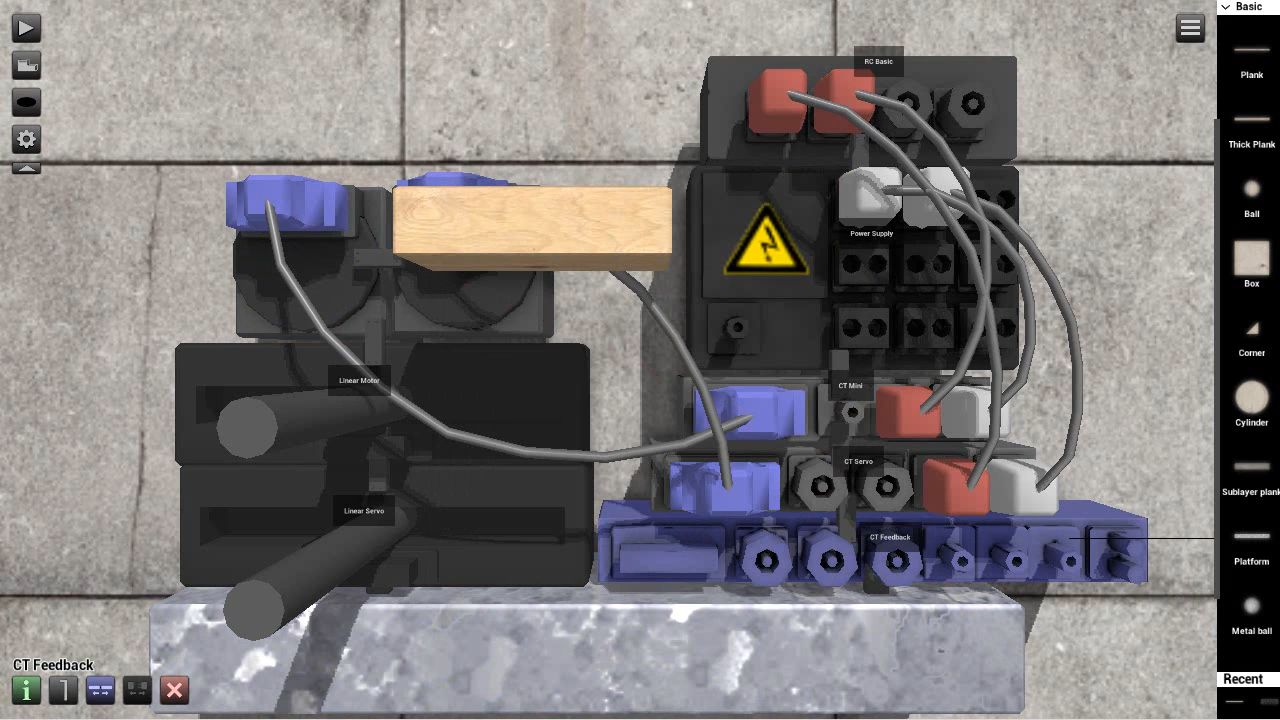 Basic
RC Basic
Plank
Thick Plank
Ball
Power Supply
Box
Corner
Linear Motor
CT Mini
Cylinder
CT Servo
Sublayer plank
Linear Servo
CT Feedback
Platform
Metal ball
CT Feedback
Recent